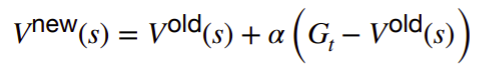 V^new(s) = V^old(s) + α (G_t − V^old(s))